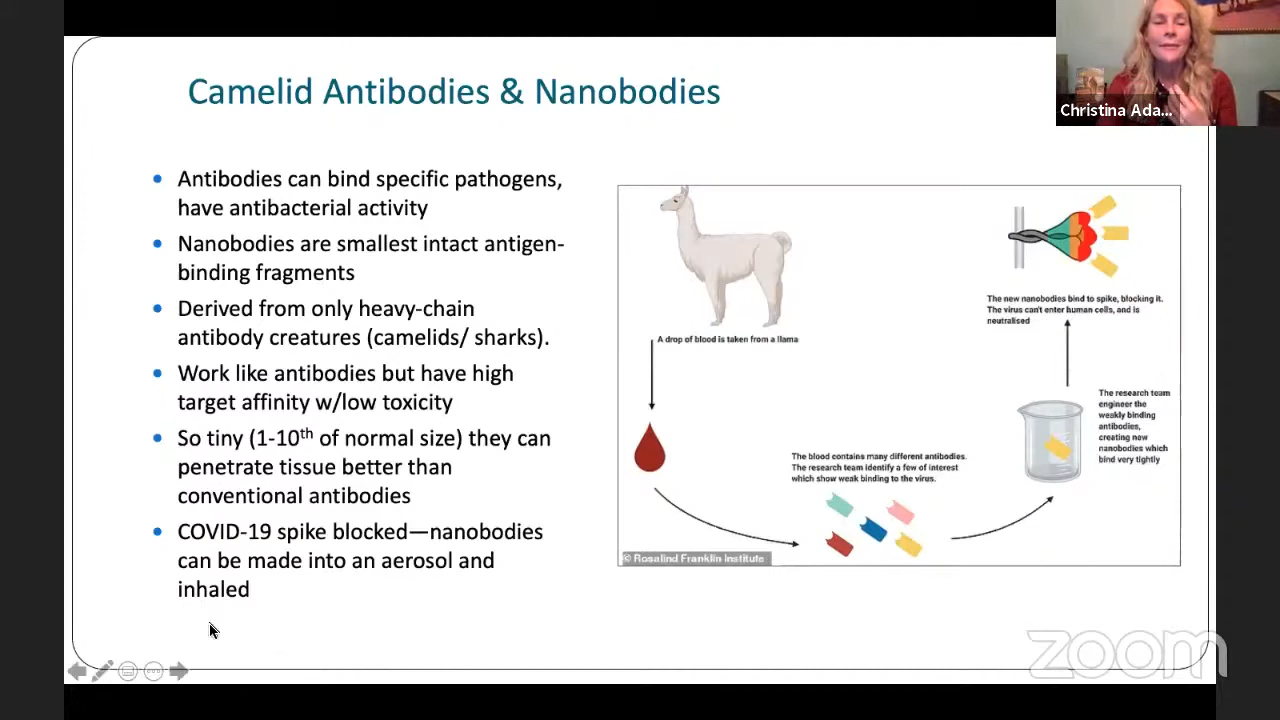 Camelid Antibodies & Nanobodies
Christina Ada...
• Antibodies can bind specific pathogens,
have antibacterial activity
• Nanobodies are smallest intact antigen-
binding fragments
• Derived from only heavy-chain
antibody creatures (camelids/ sharks).
• Work like antibodies but have high
target affinity w/low toxicity
• So tiny (1-10th of normal size) they can
penetrate tissue better than
conventional antibodies
• COVID-19 spike blocked—nanobodies
can be made into an aerosol and
inhaled
A drop of blood is taken from a llama
The blood contains many different antibodies.
The research team identify a few of interest
which show weak binding to the virus.
The research team
engineer the
weakly binding
antibodies,
creating new
nanobodies which
bind very tightly
The new nanobodies bind to spike, blocking it.
The virus can't enter human cells, and is
neutralised
© Rosalind Franklin Institute
zoom